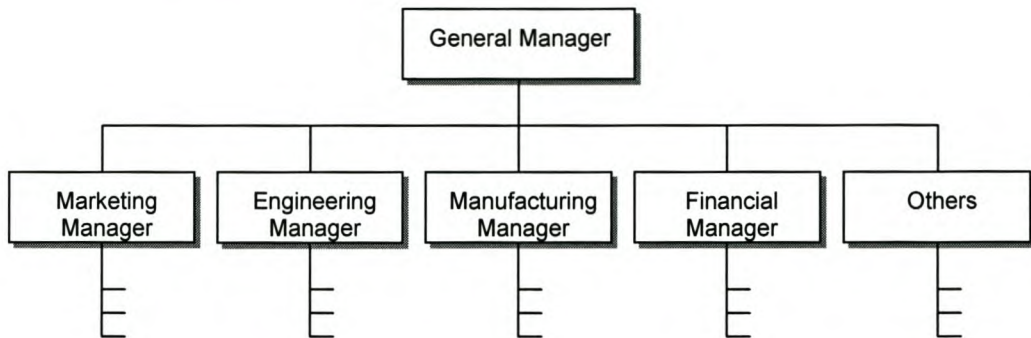 General Manager
Marketing
Manager
Engineering
Manager
Manufacturing
Manager
Financial
Manager
Others